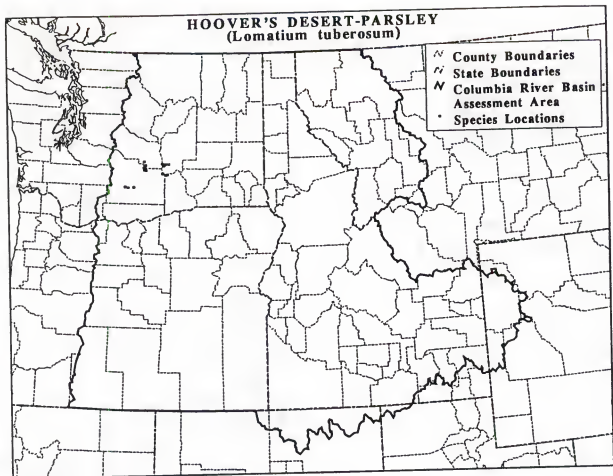 HOOVER'S DESERT-PARSLEY
(Lomatium tuberosum)
County Boundaries
State Boundaries
Columbia River Basin
Assessment Area
Species Locations